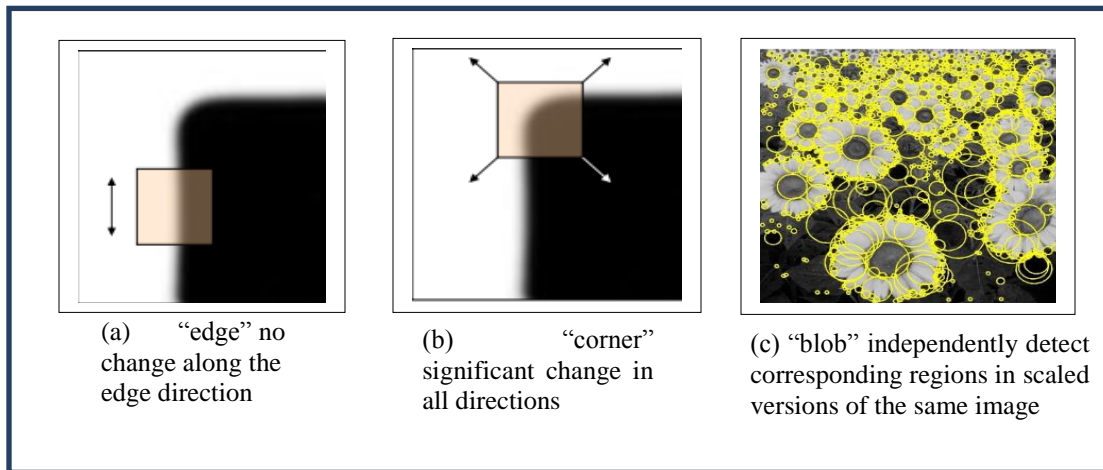 (a) “edge” no
change along the
edge direction
(b) “corner”
significant change in
all directions
(c) “blob” independently detect
corresponding regions in scaled
versions of the same image